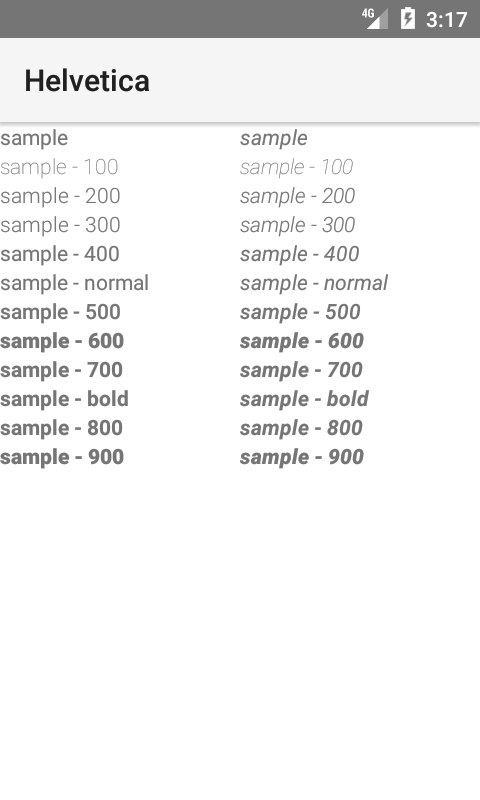 4G 3:17
Helvetica
sample sample
sample - 100 sample - 100
sample - 200 sample - 200
sample - 300 sample - 300
sample - 400 sample - 400
sample - normal sample - normal
sample - 500 sample - 500
sample - 600 sample - 600
sample - 700 sample - 700
sample - bold sample - bold
sample - 800 sample - 800
sample - 900 sample - 900